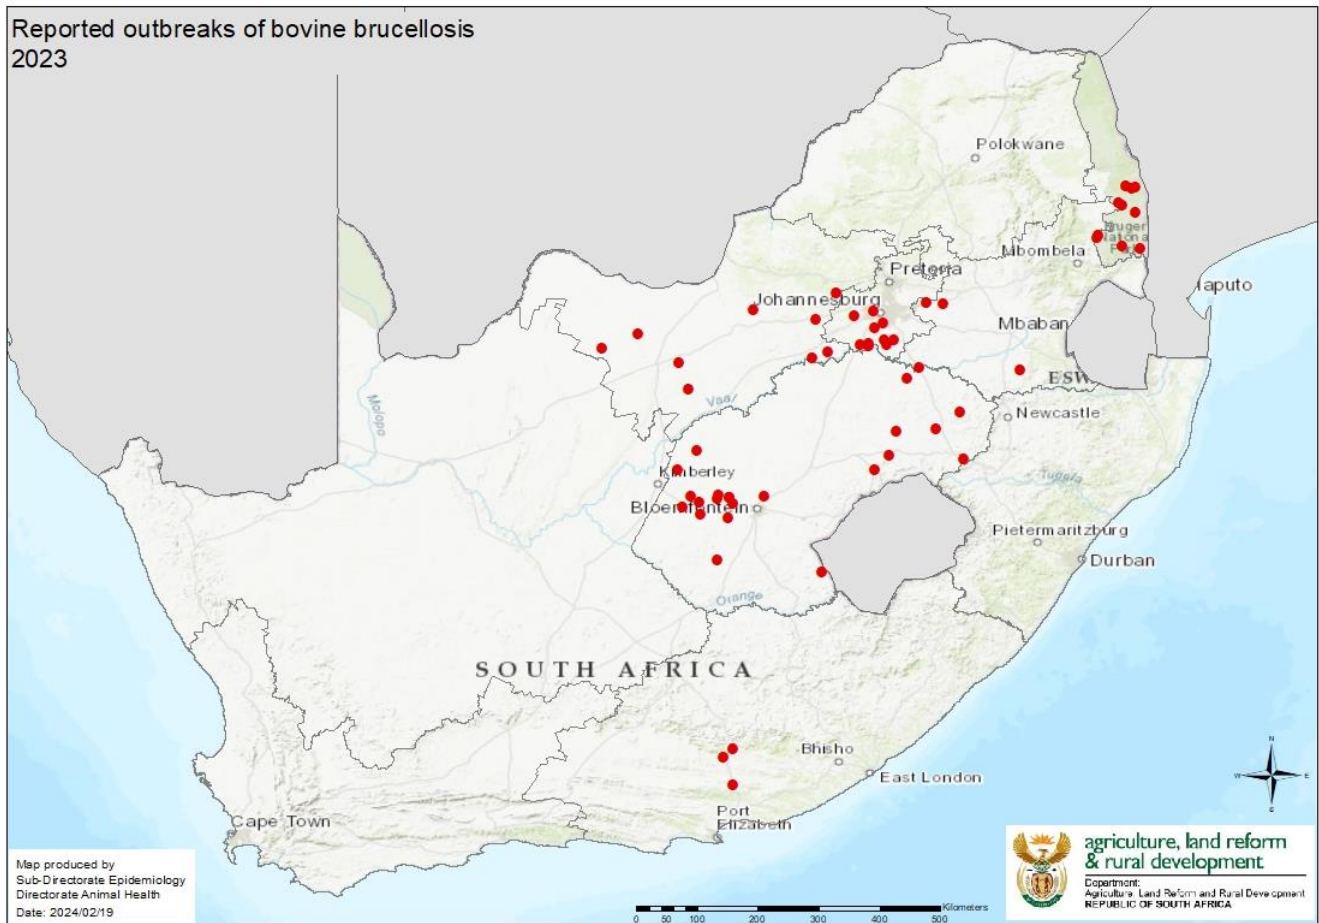 Reported outbreaks of bovine brucellosis
2023
Polokwane
Kruger
National
Park
Mbombela
Pretoria
Maputo
Johannesburg
Mbaban
ESW
Molopo
Vaal
Newcastle
Kimberley
Tugela
Bloemfontein
Pietermaritzburg
Durban
Orange
SOUTH AFRICA
Bhisho
East London
Port
Elizabeth
Cape Town
N
W
E
S
Map produced by
Sub-Directorate Epidemiology
Directorate Animal Health
Date: 2024/02/19
Kilometers
0 50 100 200 300 400 500
agriculture, land reform
& rural development
Department:
Agriculture, Land Reform and Rural Development
REPUBLIC OF SOUTH AFRICA